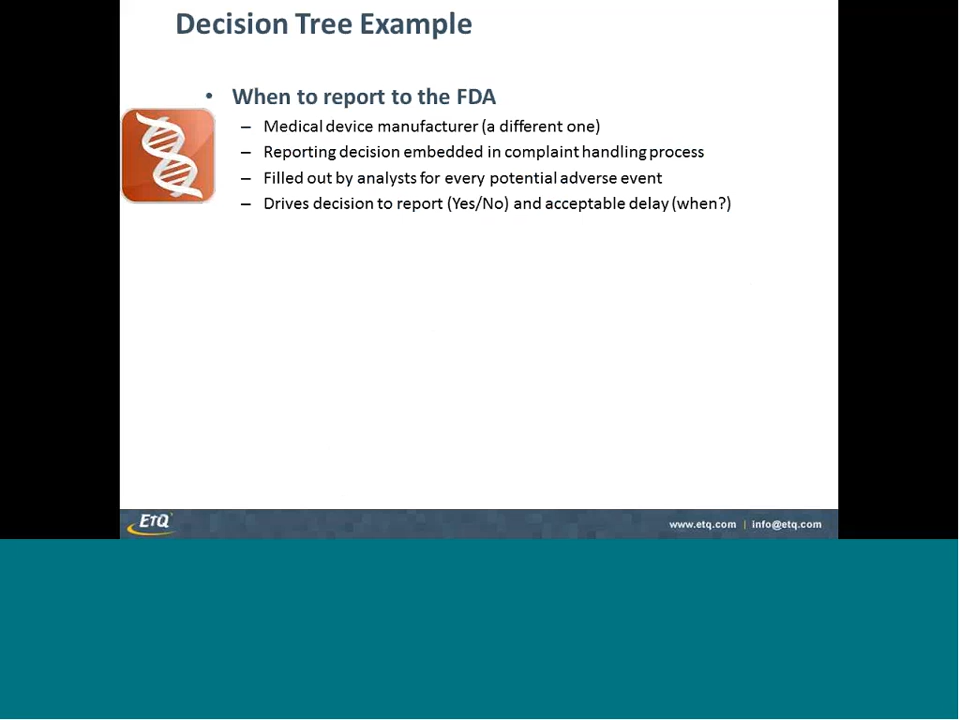 Decision Tree Example
• When to report to the FDA
– Medical device manufacturer (a different one)
– Reporting decision embedded in complaint handling process
– Filled out by analysts for every potential adverse event
– Drives decision to report (Yes/No) and acceptable delay (when?)
ETQ
www.etq.com | info@etq.com